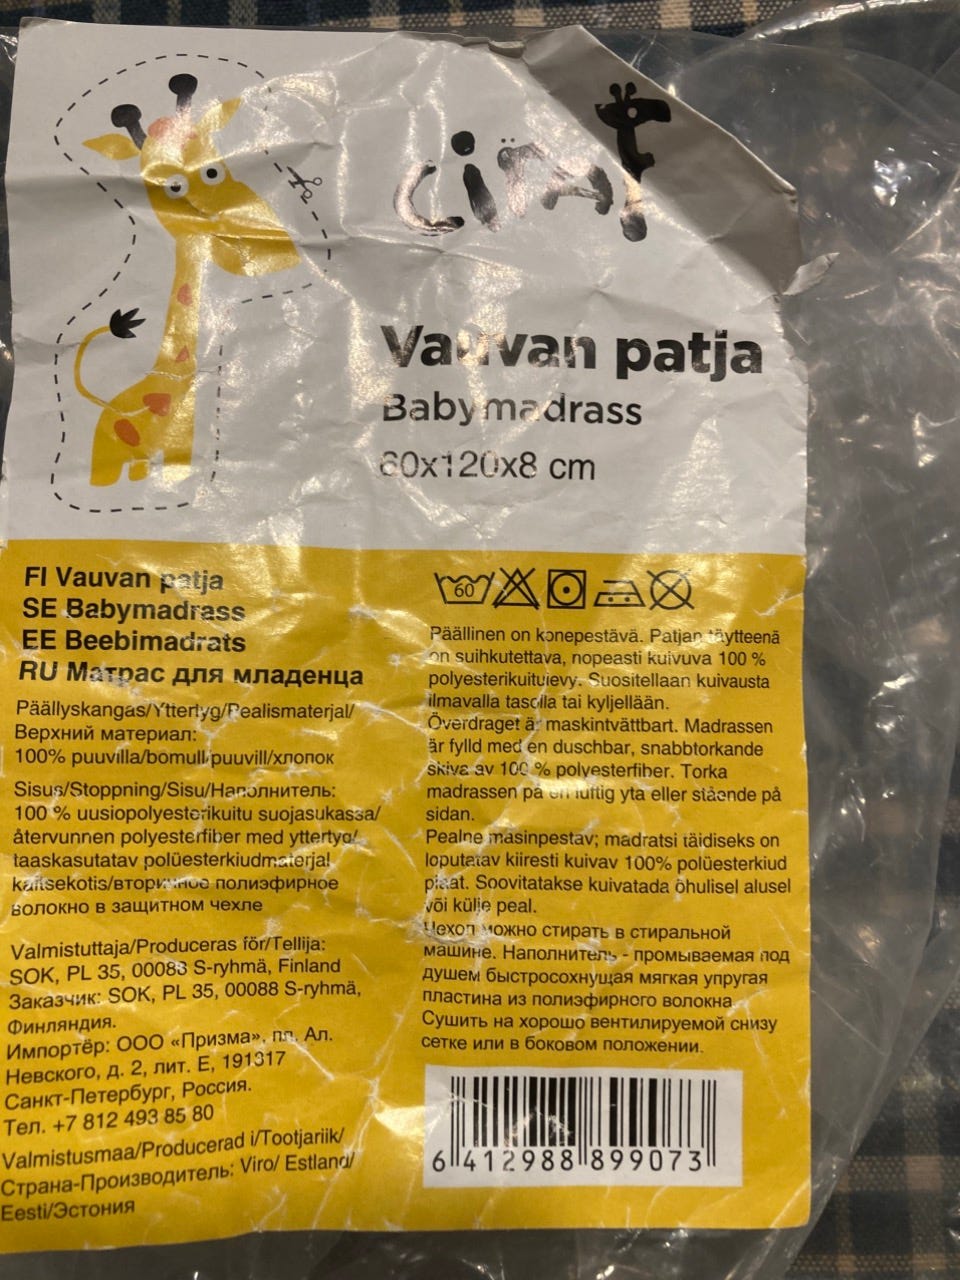 ciraf
Vauvan patja
Babymadrass
60x120x8 cm
FI Vauvan patja
SE Babymadrass
EE Beebimadrats
RU Матрас для младенца
Päällyskangas/Yttertyg/Pealismaterjal/
Верхний материал:
100% puuvilla/bomull/puuvill/хлопок
Sisus/Stoppning/Sisu/Наполнитель:
100 % uusiopolyesterikuitu suojasukassa/
återvunnen polyesterfiber med yttertyg/
taaskasutatav polüesterkiudmaterjal
kaitsekotis/вторичное полиэфирное
волокно в защитном чехле
Valmistuttaja/Produceras för/Tellija:
SOK, PL 35, 00088 S-ryhmä, Finland
Заказчик: SOK, PL 35, 00088 S-ryhmä,
Финляндия.
Импортёр: ООО «Призма», пл. Ал.
Невского, д. 2, лит. Е, 191317
Санкт-Петербург, Россия.
Тел. +7 812 493 85 80
Valmistusmaa/Producerad i/Tootjariik/
Страна-Производитель: Viro/ Estland/
Eesti/Эстония
60
Päällinen on konepestävä. Patjan täytteenä
on suihkutettava, nopeasti kuivuva 100 %
polyesterikuitulevy. Suositellaan kuivausta
ilmavalla tasolla tai kyljellään.
Överdraget är maskintvättbart. Madrassen
är fylld med en duschbar, snabbtorkande
skiva av 100 % polyesterfiber. Torka
madrassen på en luftig yta eller stående på
sidan.
Pealne masinpestav; madratsi täidiseks on
loputatav kiiresti kuivav 100% polüesterkiud
plaat. Soovitatakse kuivatada õhulisel alusel
või külje peal.
Чехол можно стирать в стиральной
машине. Наполнитель - промываемая под
душем быстросохнущая мягкая упругая
пластина из полиэфирного волокна.
Сушить на хорошо вентилируемой снизу
сетке или в боковом положении.
6 412988 899073